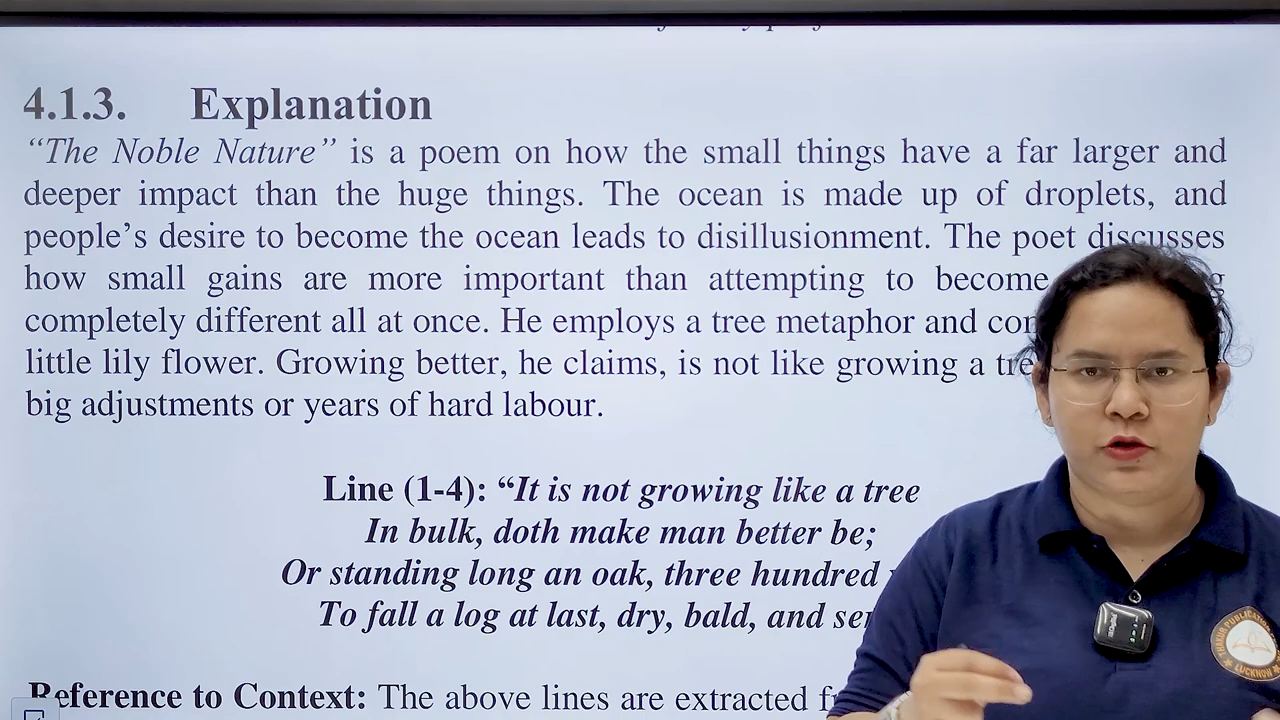 4.1.3. Explanation
“The Noble Nature” is a poem on how the small things have a far larger and
deeper impact than the huge things. The ocean is made up of droplets, and
people’s desire to become the ocean leads to disillusionment. The poet discusses
how small gains are more important than attempting to become
completely different all at once. He employs a tree metaphor and
little lily flower. Growing better, he claims, is not like growing a
big adjustments or years of hard labour.
Line (1-4): “It is not growing like a tree
In bulk, doth make man better be;
Or standing long an oak, three hundred
To fall a log at last, dry, bald, and
Reference to Context: The above lines are extracted
THAKUR PUBLICATION
LUCKNOW